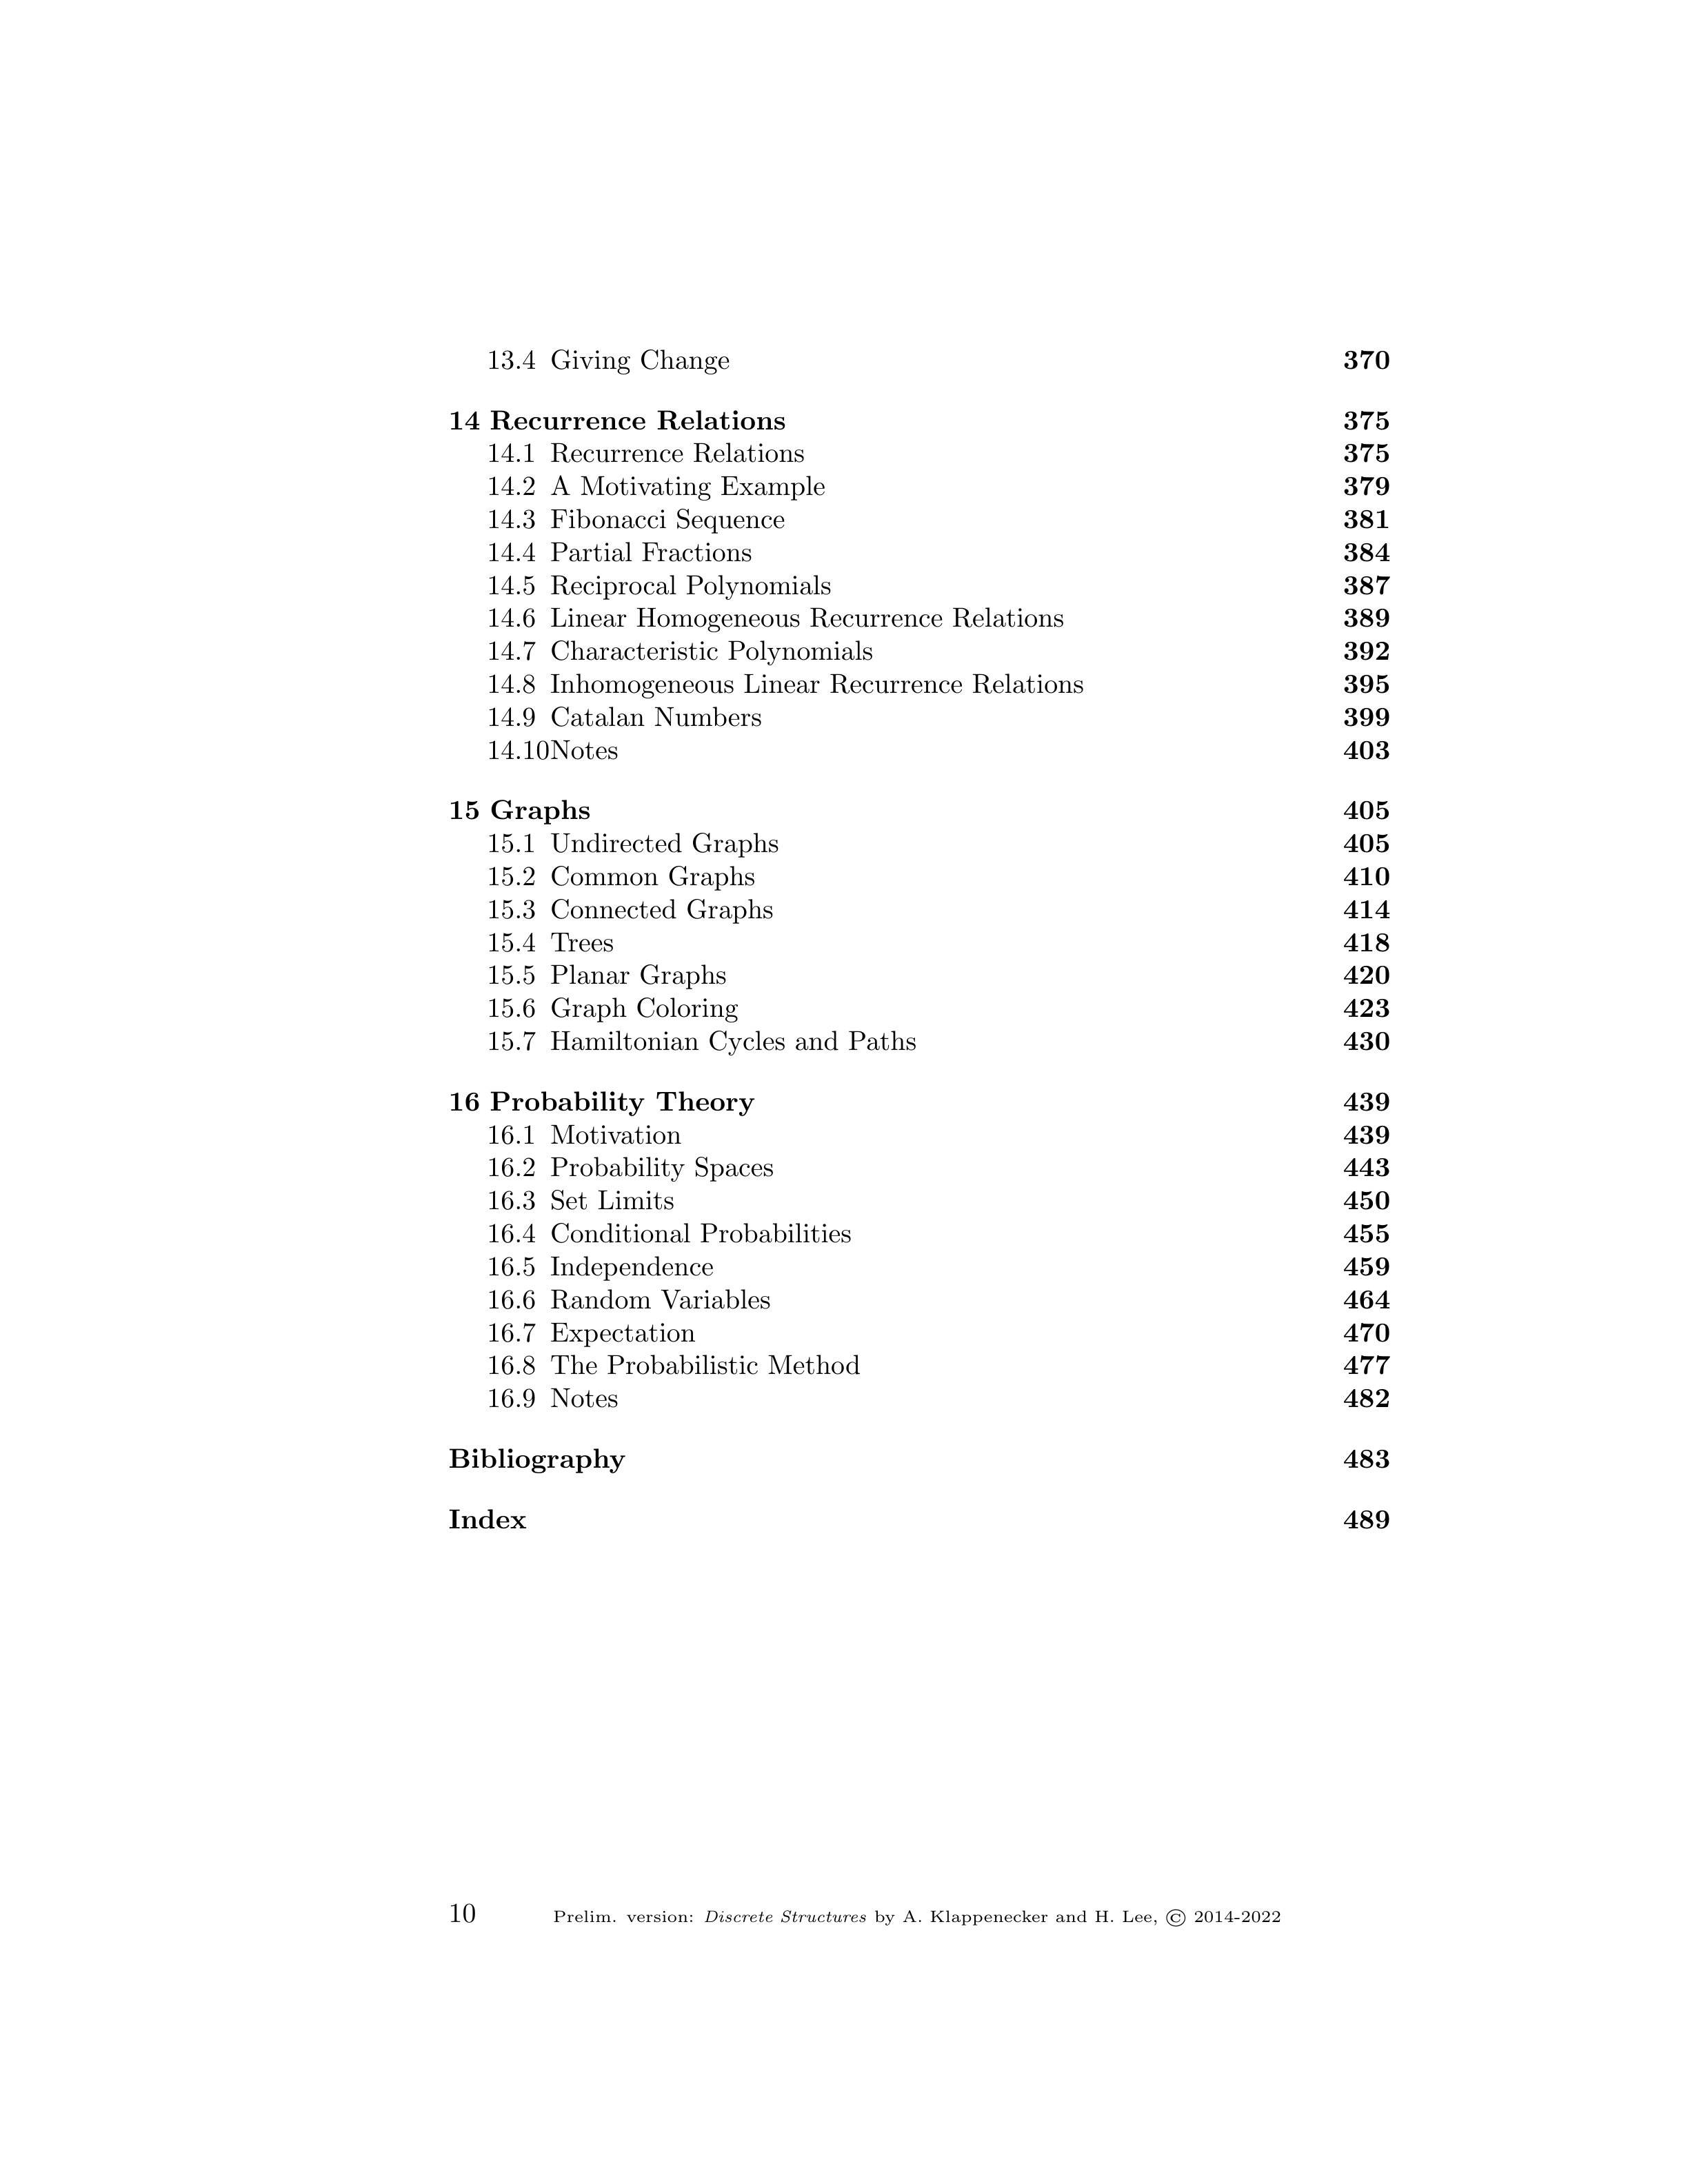 13.4 Giving Change 370
14 Recurrence Relations 375
14.1 Recurrence Relations 375
14.2 A Motivating Example 379
14.3 Fibonacci Sequence 381
14.4 Partial Fractions 384
14.5 Reciprocal Polynomials 387
14.6 Linear Homogeneous Recurrence Relations 389
14.7 Characteristic Polynomials 392
14.8 Inhomogeneous Linear Recurrence Relations 395
14.9 Catalan Numbers 399
14.10Notes 403
15 Graphs 405
15.1 Undirected Graphs 405
15.2 Common Graphs 410
15.3 Connected Graphs 414
15.4 Trees 418
15.5 Planar Graphs 420
15.6 Graph Coloring 423
15.7 Hamiltonian Cycles and Paths 430
16 Probability Theory 439
16.1 Motivation 439
16.2 Probability Spaces 443
16.3 Set Limits 450
16.4 Conditional Probabilities 455
16.5 Independence 459
16.6 Random Variables 464
16.7 Expectation 470
16.8 The Probabilistic Method 477
16.9 Notes 482
Bibliography 483
Index 489
10 Prelim. version: Discrete Structures by A. Klappenecker and H. Lee, © 2014-2022